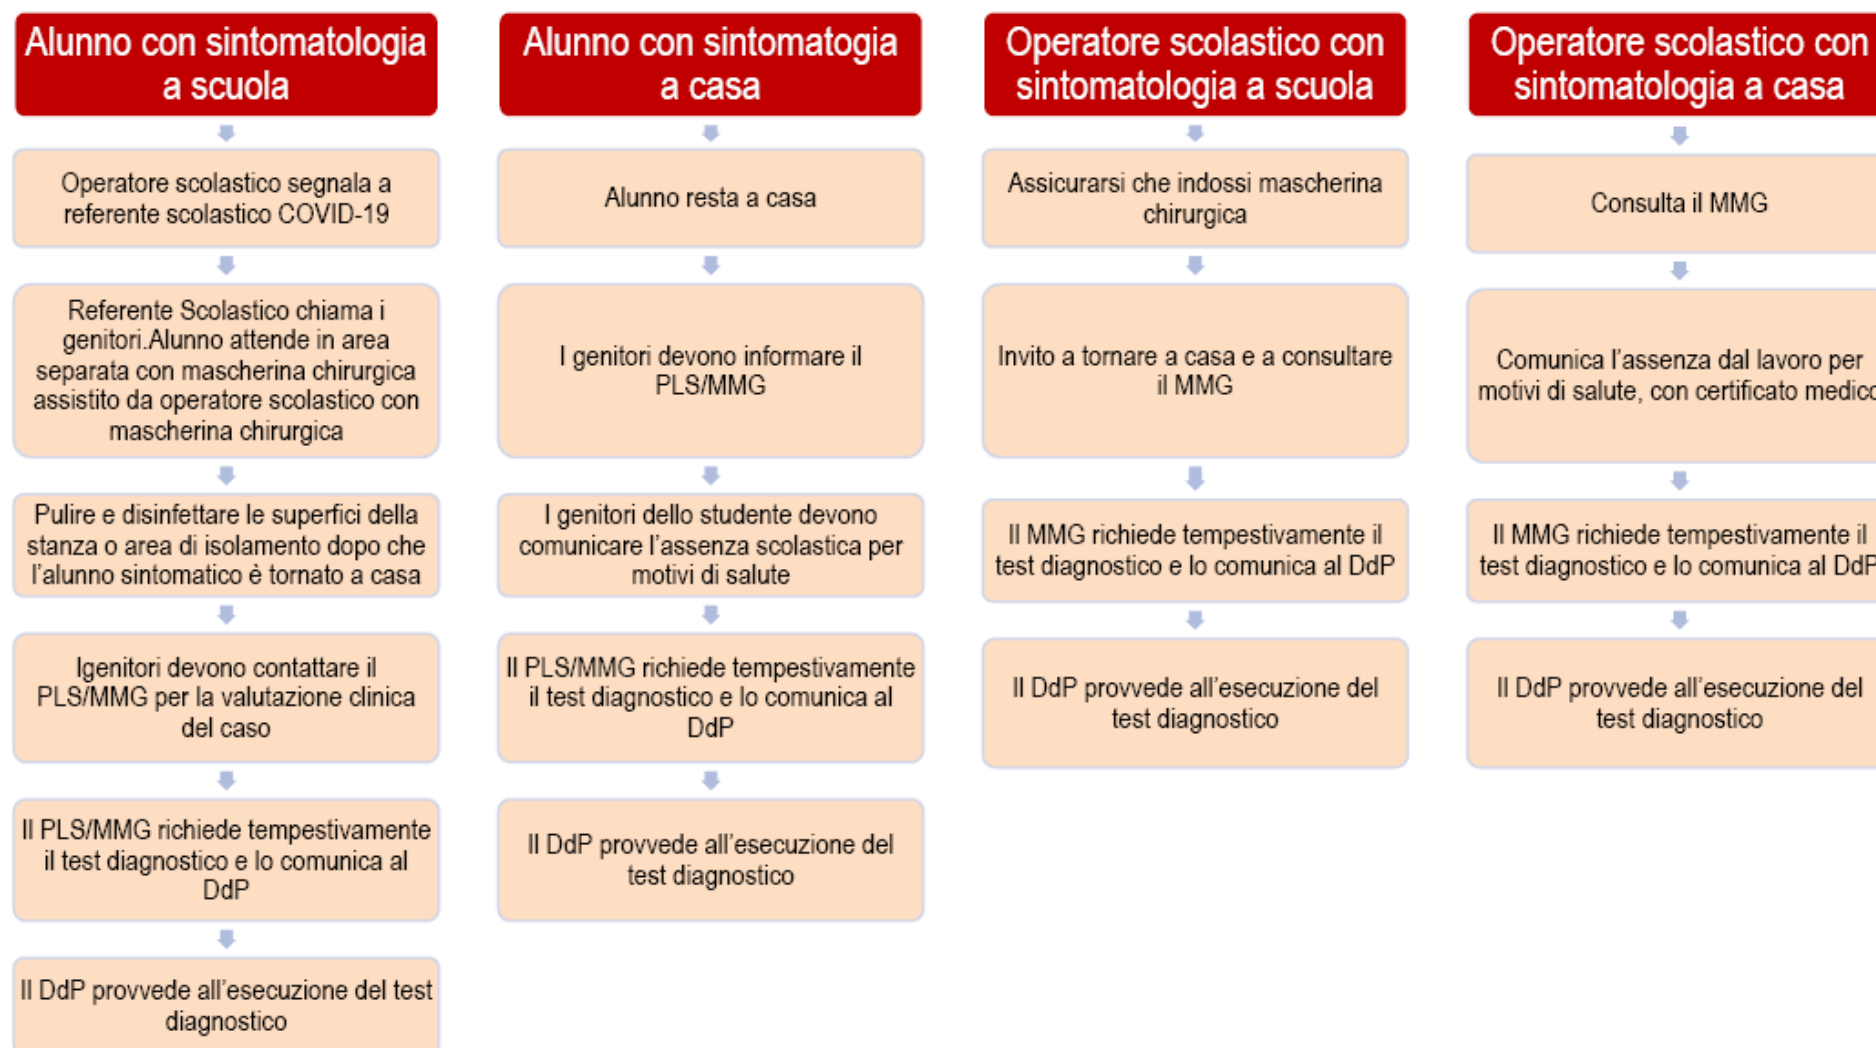 Alunno con sintomatologia
a scuola
Operatore scolastico segnala a
referente scolastico COVID-19
Referente Scolastico chiama i
genitori.Alunno attende in area
separata con mascherina chirurgica
assistito da operatore scolastico con
mascherina chirurgica
Pulire e disinfettare le superfici della
stanza o area di isolamento dopo che
l'alunno sintomatico è tornato a casa
Igenitori devono contattare il
PLS/MMG per la valutazione clinica
del caso
Il PLS/MMG richiede tempestivamente
il test diagnostico e lo comunica al
DdP
Il DdP provvede all'esecuzione del test
diagnostico
Alunno con sintomatogia
a casa
Alunno resta a casa
I genitori devono informare il
PLS/MMG
I genitori dello studente devono
comunicare l'assenza scolastica per
motivi di salute
Il PLS/MMG richiede tempestivamente
il test diagnostico e lo comunica al
DdP
Il DdP provvede all'esecuzione del
test diagnostico
Operatore scolastico con
sintomatologia a scuola
Assicurarsi che indossi mascherina
chirurgica
Invito a tornare a casa e a consultare
il MMG
Il MMG richiede tempestivamente il
test diagnostico e lo comunica al DdP
Il DdP provvede all'esecuzione del
test diagnostico
Operatore scolastico con
sintomatologia a casa
Consulta il MMG
Comunica l'assenza dal lavoro per
motivi di salute, con certificato medico
Il MMG richiede tempestivamente il
test diagnostico e lo comunica al DdP
Il DdP provvede all'esecuzione del
test diagnostico